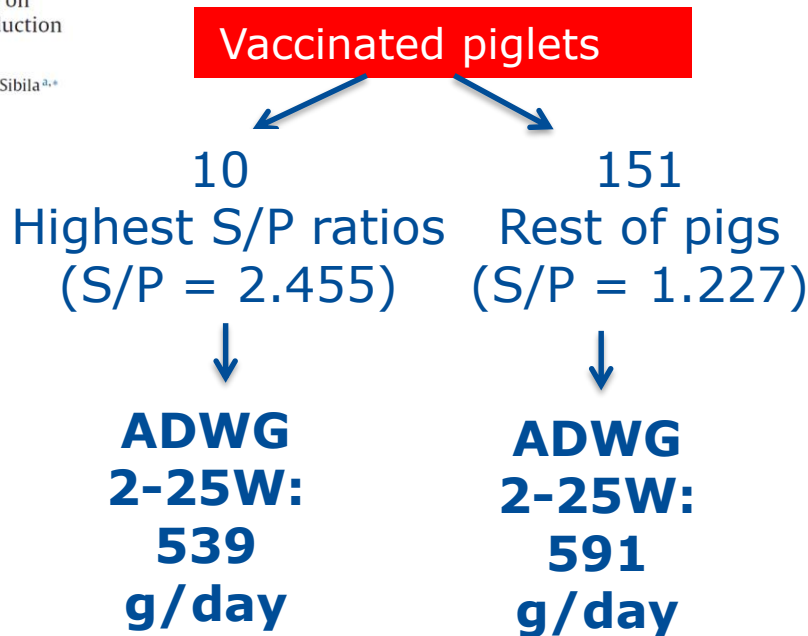 on
uction
Sibila a,*
Vaccinated piglets
10
Highest S/P ratios
(S/P = 2.455)
151
Rest of pigs
(S/P = 1.227)
ADWG
2-25W:
539
g/day
ADWG
2-25W:
591
g/day